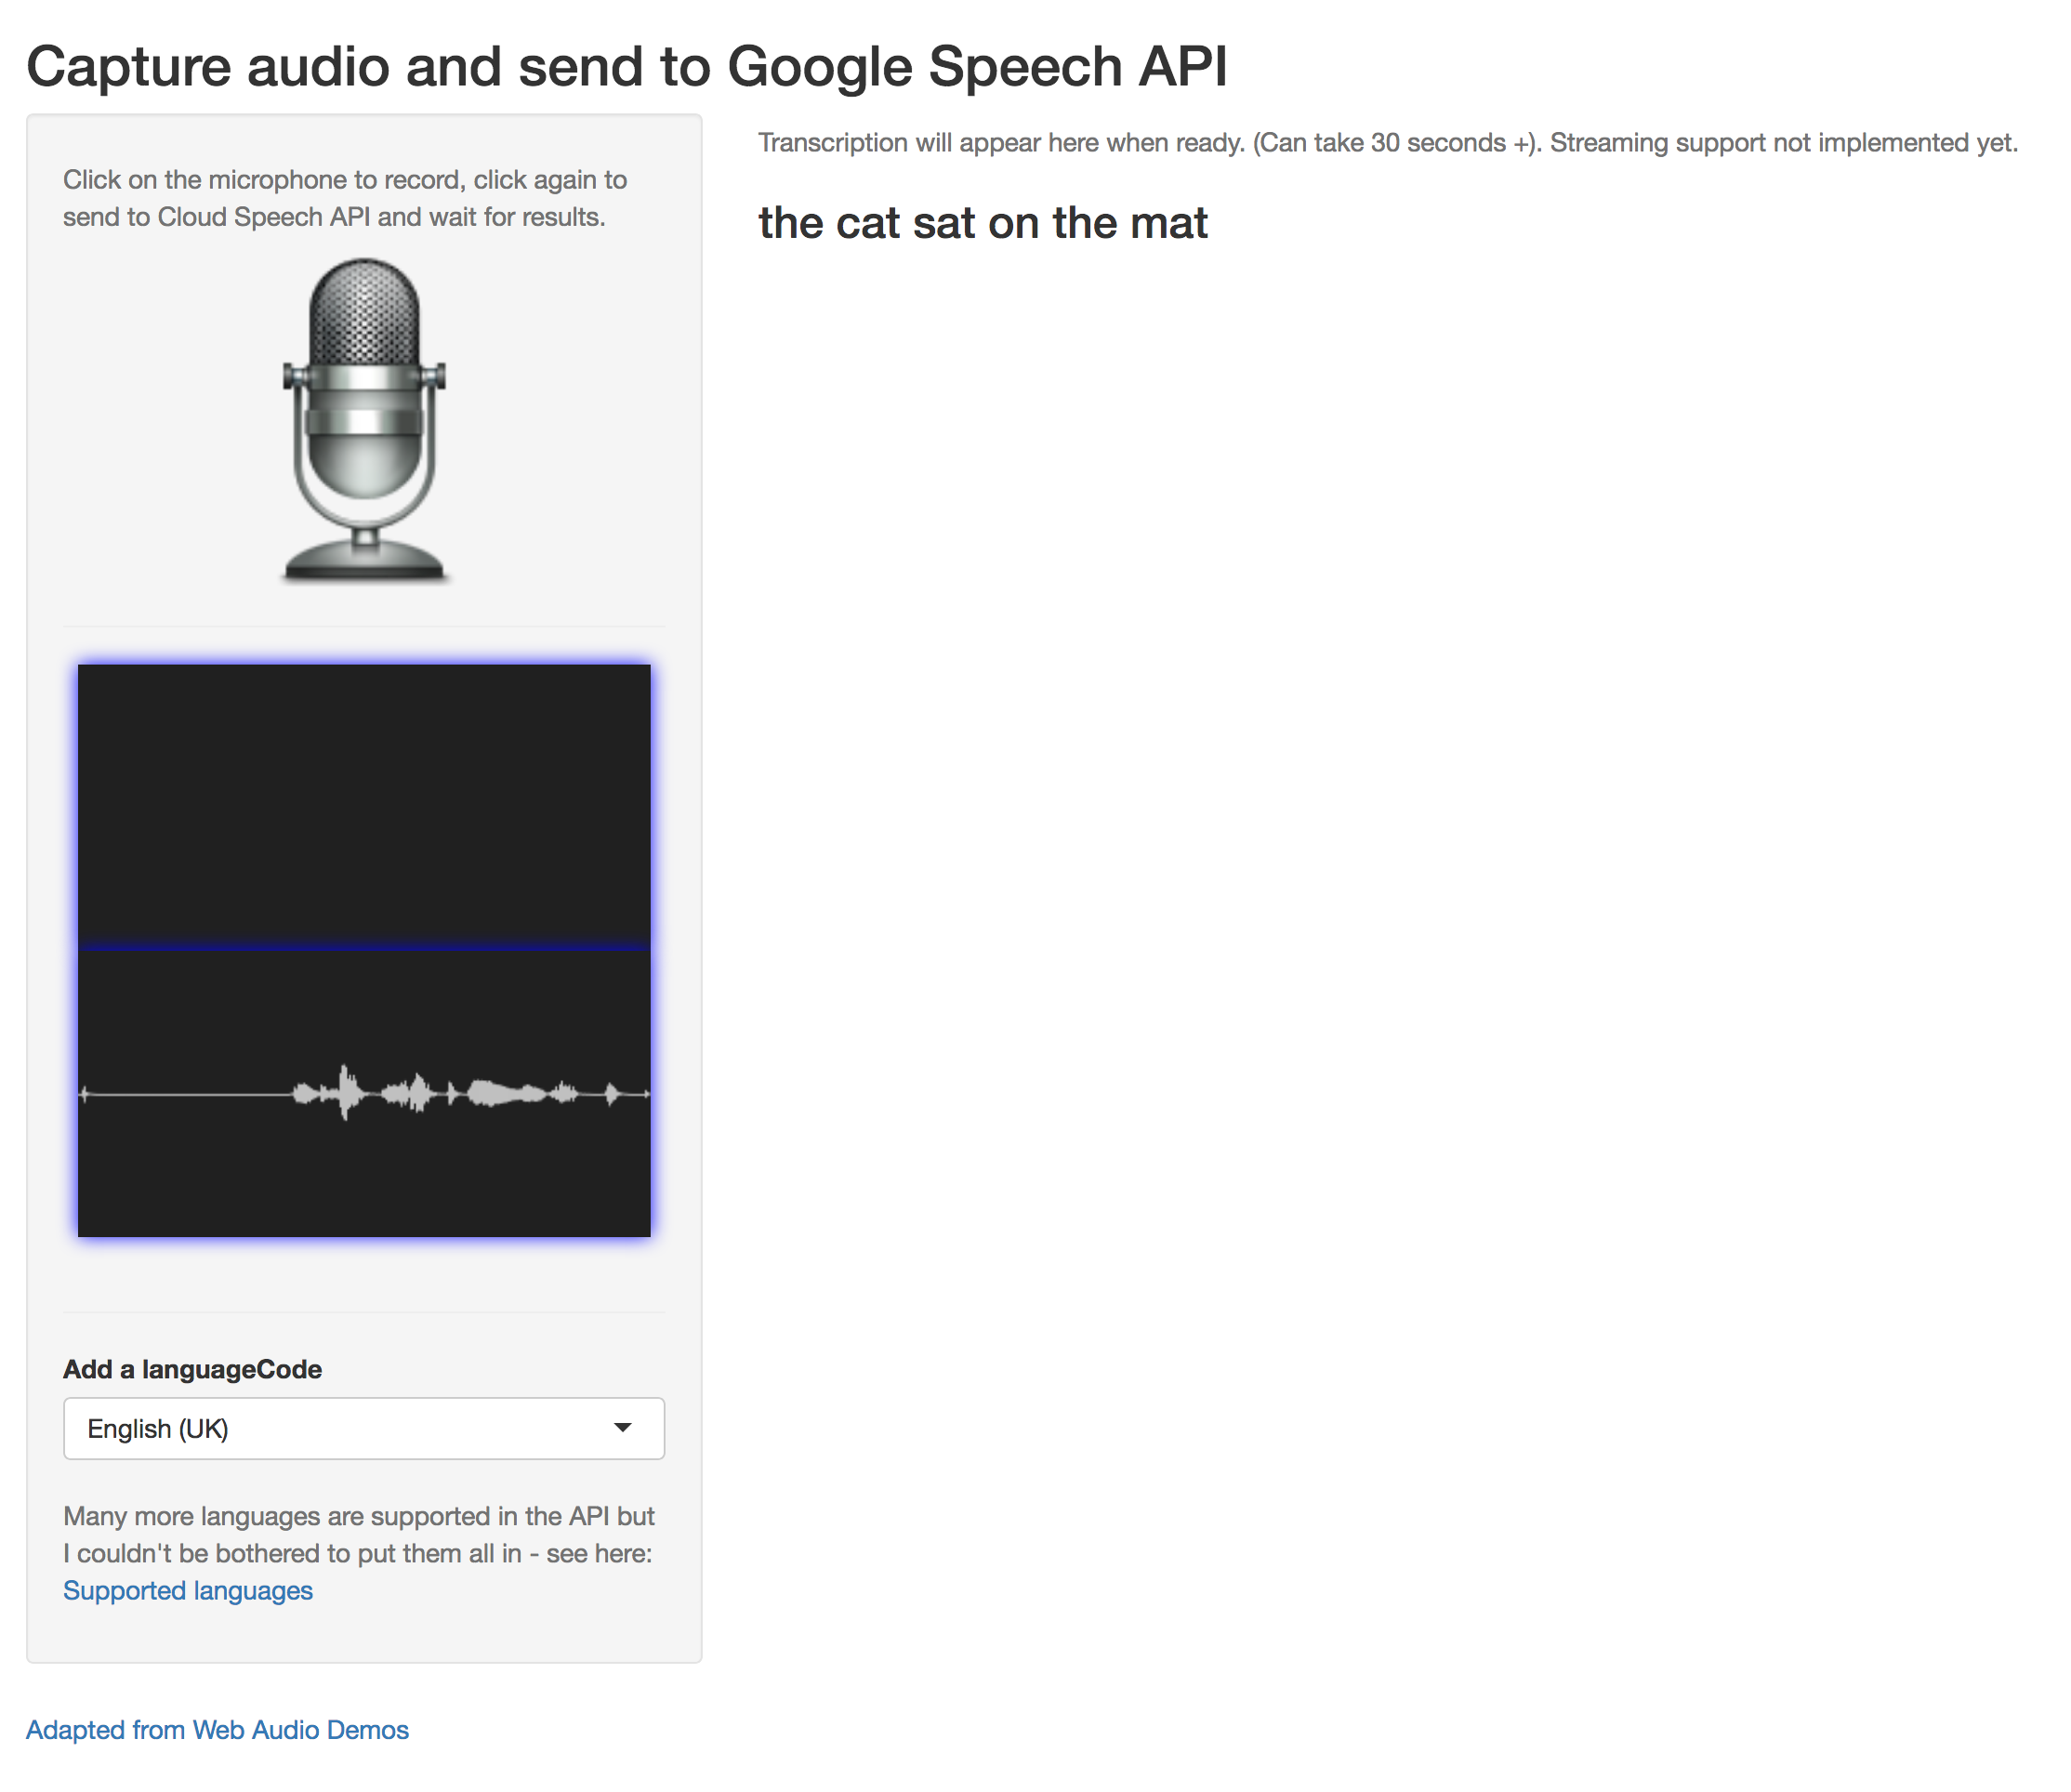 Capture audio and send to Google Speech API
Click on the microphone to record, click again to
send to Cloud Speech API and wait for results.
Add a languageCode
English (UK)
Many more languages are supported in the API but
I couldn't be bothered to put them all in - see here:
Supported languages
Transcription will appear here when ready. (Can take 30 seconds +). Streaming support not implemented yet.
the cat sat on the mat
Adapted from Web Audio Demos